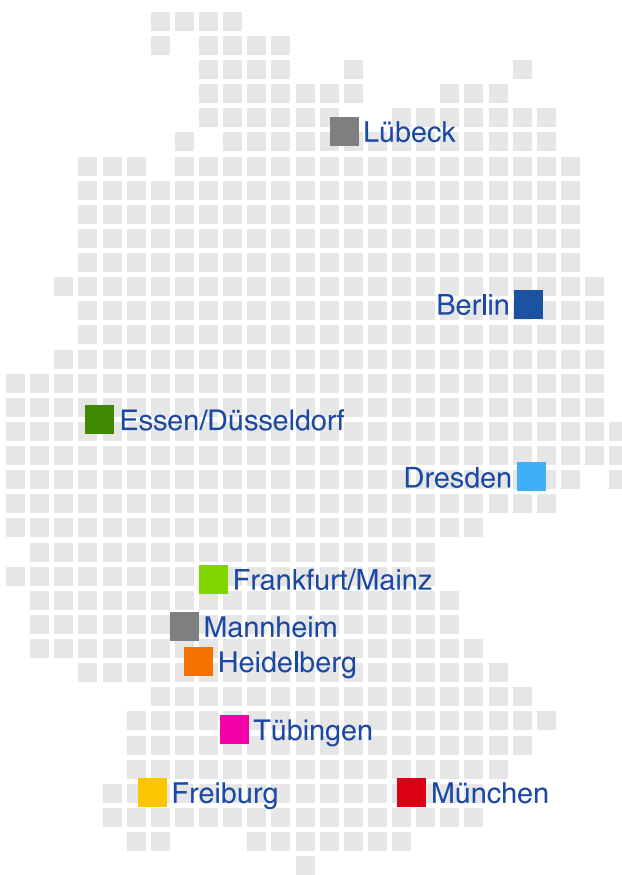 Lübeck
Berlin
Essen/Düsseldorf
Dresden
Frankfurt/Mainz
Mannheim
Heidelberg
Tübingen
Freiburg
München